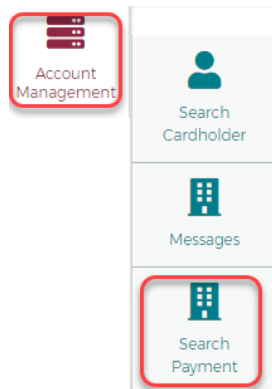 Account
Management
Search
Cardholder
Messages
Search
Payment